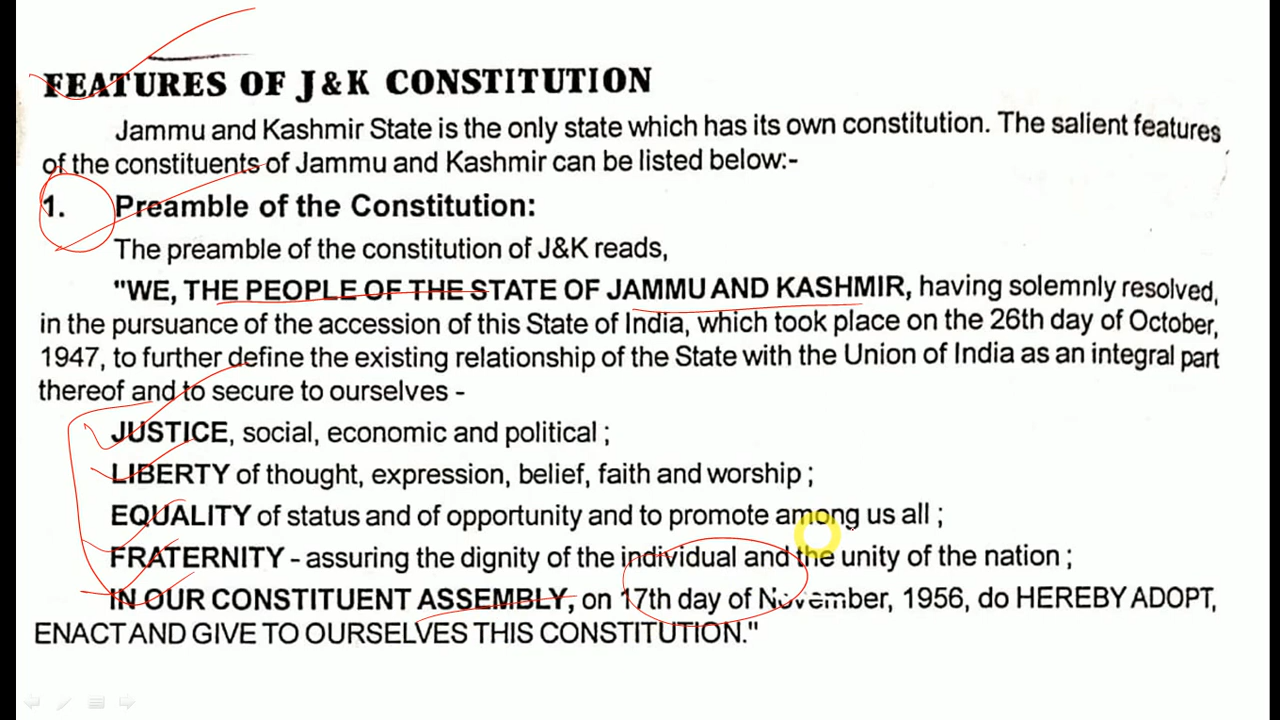 FEATURES OF J&K CONSTITUTION
Jammu and Kashmir State is the only state which has its own constitution. The salient features
of the constituents of Jammu and Kashmir can be listed below:-
1. Preamble of the Constitution:
The preamble of the constitution of J&K reads,
"WE, THE PEOPLE OF THE STATE OF JAMMU AND KASHMIR, having solemnly resolved,
in the pursuance of the accession of this State of India, which took place on the 26th day of October,
1947, to further define the existing relationship of the State with the Union of India as an integral part
thereof and to secure to ourselves -
JUSTICE, social, economic and political ;
LIBERTY of thought, expression, belief, faith and worship ;
EQUALITY of status and of opportunity and to promote among us all ;
FRATERNITY - assuring the dignity of the individual and the unity of the nation ;
IN OUR CONSTITUENT ASSEMBLY, on 17th day of November, 1956, do HEREBY ADOPT,
ENACT AND GIVE TO OURSELVES THIS CONSTITUTION."